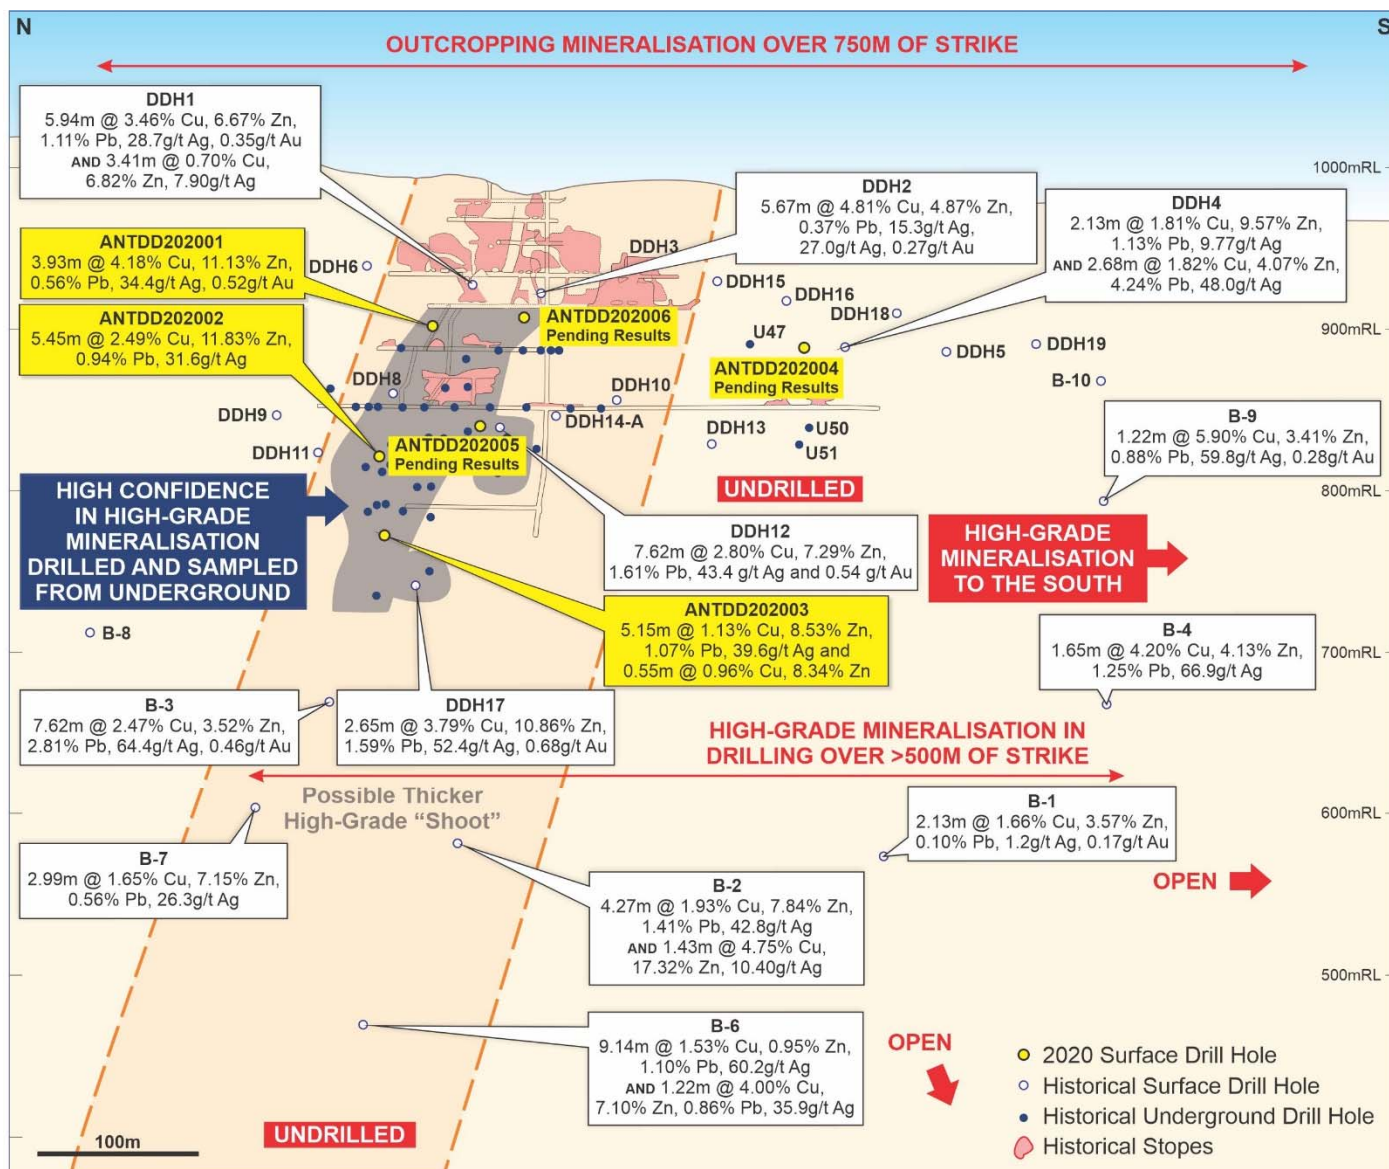 N
S
OUTCROPPING MINERALISATION OVER 750M OF STRIKE
DDH1
5.94m @ 3.46% Cu, 6.67% Zn,
1.11% Pb, 28.7g/t Ag, 0.35g/t Au
AND 3.41m @ 0.70% Cu,
6.82% Zn, 7.90g/t Ag
1000mRL
DDH2
5.67m @ 4.81% Cu, 4.87% Zn,
0.37% Pb, 15.3g/t Ag,
27.0g/t Ag, 0.27g/t Au
DDH4
2.13m @ 1.81% Cu, 9.57% Zn,
1.13% Pb, 9.77g/t Ag
AND 2.68m @ 1.82% Cu, 4.07% Zn,
4.24% Pb, 48.0g/t Ag
ANTDD202001
3.93m @ 4.18% Cu, 11.13% Zn,
0.56% Pb, 34.4g/t Ag, 0.52g/t Au
DDH6
DDH3
DDH15
DDH16
DDH18
ANTDD202002
5.45m @ 2.49% Cu, 11.83% Zn,
0.94% Pb, 31.6g/t Ag
ANTDD202006
Pending Results
900mRL
U47
DDH5
DDH19
ANTDD202004
Pending Results
DDH8
DDH10
B-10
DDH9
DDH14-A
DDH13
U50
U51
DDH11
ANTDD202005
Pending Results
B-9
1.22m @ 5.90% Cu, 3.41% Zn,
0.88% Pb, 59.8g/t Ag, 0.28g/t Au
HIGH CONFIDENCE
IN HIGH-GRADE
MINERALISATION
DRILLED AND SAMPLED
FROM UNDERGROUND
UNDRILLED
800mRL
DDH12
7.62m @ 2.80% Cu, 7.29% Zn,
1.61% Pb, 43.4 g/t Ag and 0.54 g/t Au
HIGH-GRADE
MINERALISATION
TO THE SOUTH
ANTDD202003
5.15m @ 1.13% Cu, 8.53% Zn,
1.07% Pb, 39.6g/t Ag and
0.55m @ 0.96% Cu, 8.34% Zn
B-8
B-4
1.65m @ 4.20% Cu, 4.13% Zn,
1.25% Pb, 66.9g/t Ag
700mRL
B-3
7.62m @ 2.47% Cu, 3.52% Zn,
2.81% Pb, 64.4g/t Ag, 0.46g/t Au
DDH17
2.65m @ 3.79% Cu, 10.86% Zn,
1.59% Pb, 52.4g/t Ag, 0.68g/t Au
HIGH-GRADE MINERALISATION IN
DRILLING OVER >500M OF STRIKE
Possible Thicker
High-Grade “Shoot”
600mRL
B-1
2.13m @ 1.66% Cu, 3.57% Zn,
0.10% Pb, 1.2g/t Ag, 0.17g/t Au
B-7
2.99m @ 1.65% Cu, 7.15% Zn,
0.56% Pb, 26.3g/t Ag
B-2
4.27m @ 1.93% Cu, 7.84% Zn,
1.41% Pb, 42.8g/t Ag
AND 1.43m @ 4.75% Cu,
17.32% Zn, 10.40g/t Ag
OPEN
500mRL
B-6
9.14m @ 1.53% Cu, 0.95% Zn,
1.10% Pb, 60.2g/t Ag
AND 1.22m @ 4.00% Cu,
7.10% Zn, 0.86% Pb, 35.9g/t Ag
OPEN
2020 Surface Drill Hole
Historical Surface Drill Hole
Historical Underground Drill Hole
Historical Stopes
100m
UNDRILLED